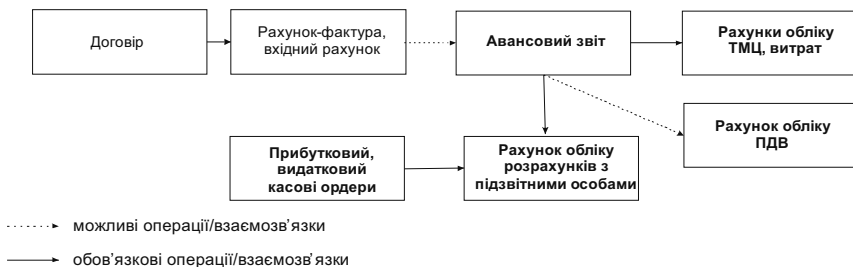 Договір
Рахунок-фактура,
вхідний рахунок
Авансовий звіт
Рахунки обліку
ТМЦ, витрат
Рахунок обліку
ПДВ
Прибутковий,
видатковий
касові ордери
Рахунок обліку
розрахунків з
підзвітними особами
можливі операції/взаємозв’язки
обов’язкові операції/взаємозв’язки